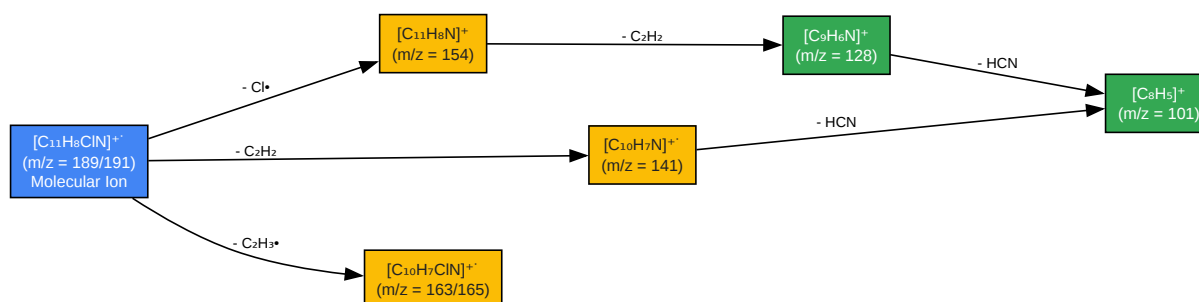 [C₁₁H₈N]⁺
(m/z = 154)
- C₂H₂
[C₉H₆N]⁺
(m/z = 128)
- HCN
[C₈H₅]⁺
(m/z = 101)
- Cl•
[C₁₁H₈ClN]⁺˙
(m/z = 189/191)
Molecular Ion
- C₂H₂
[C₁₀H₇N]⁺˙
(m/z = 141)
- HCN
- C₂H₃•
[C₁₀H₇ClN]⁺˙
(m/z = 163/165)